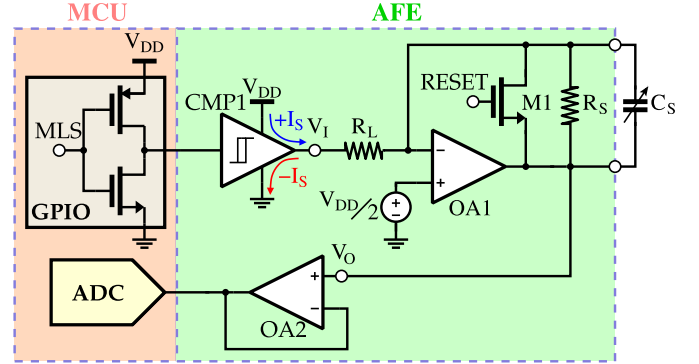 MCU
AFE
VDD
MLS
GPIO
CMP1
VDD
+IS
−IS
VI
RL
RESET
M1
RS
CS
−
+
OA1
VDD/2
+
−
VO
+
−
OA2
ADC